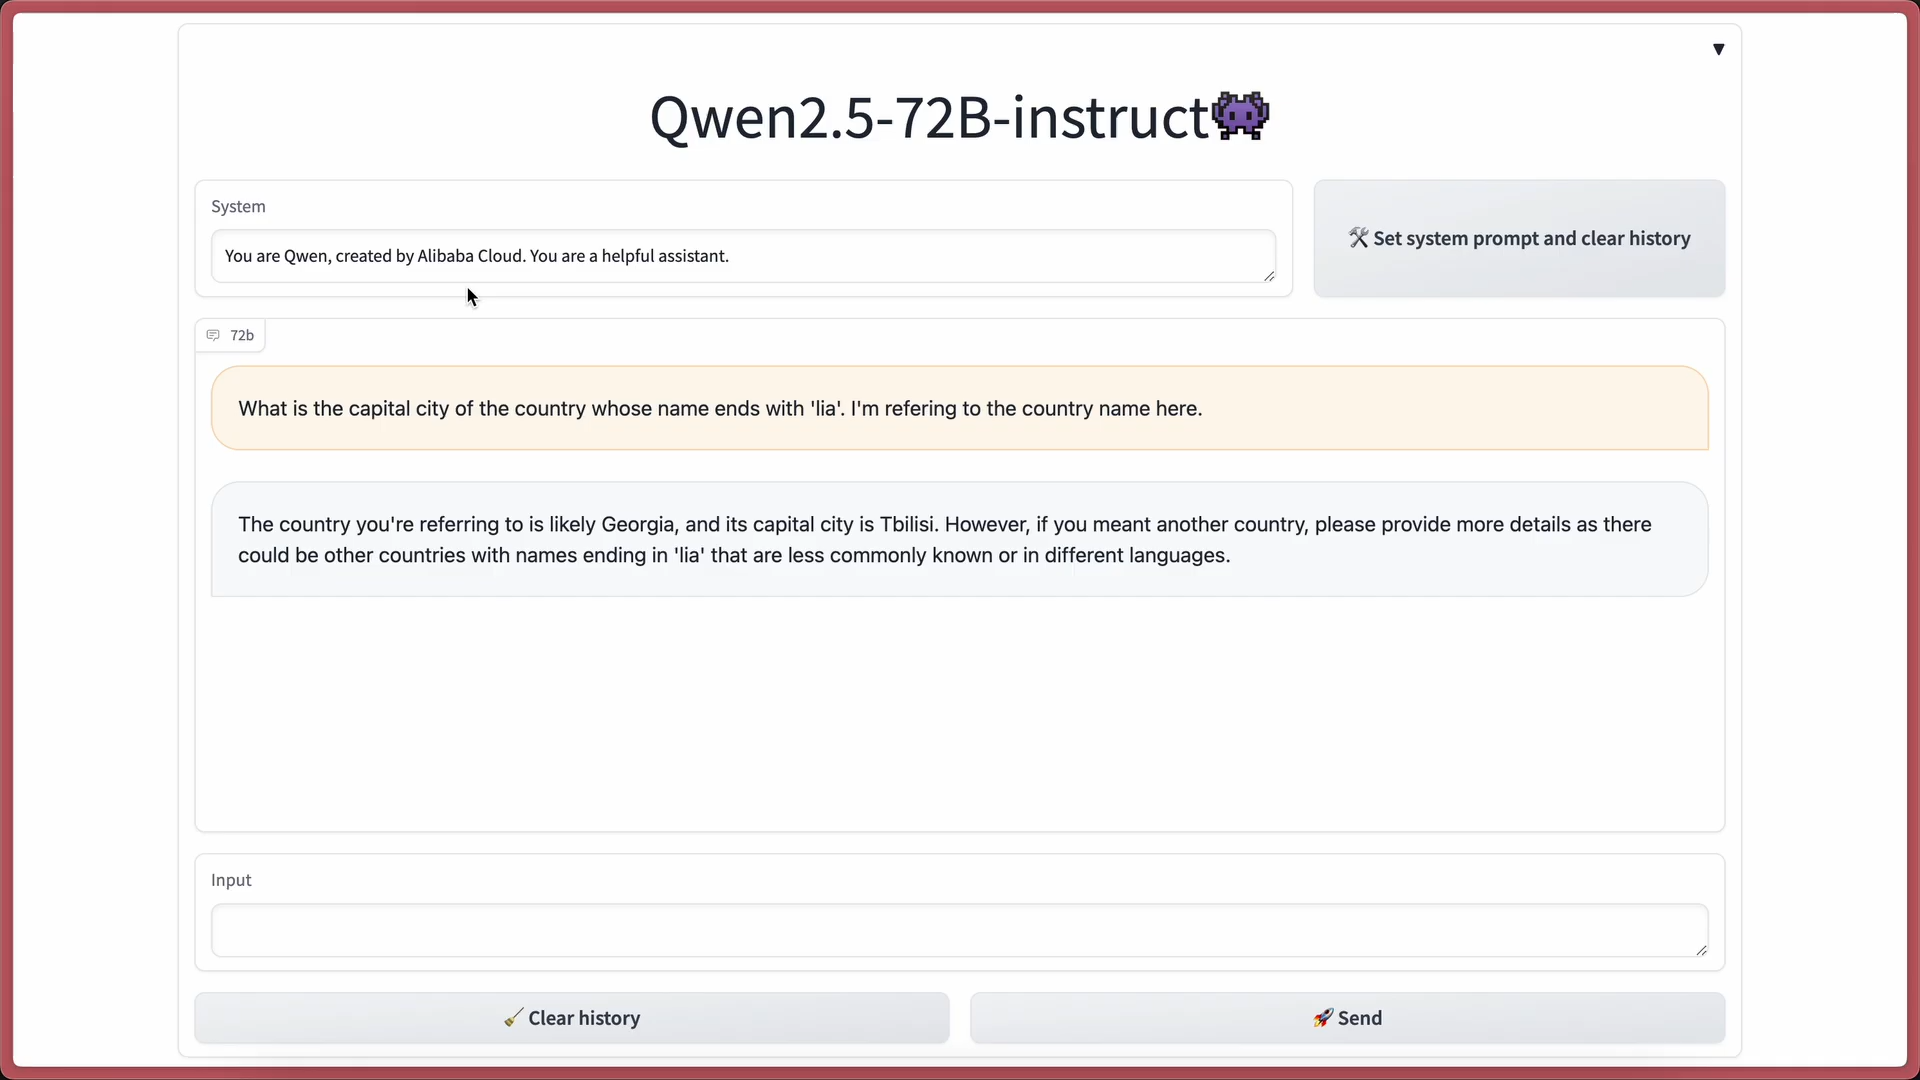 Qwen2.5-72B-instruct👾
System
You are Qwen, created by Alibaba Cloud. You are a helpful assistant.
🛠️ Set system prompt and clear history
72b
What is the capital city of the country whose name ends with 'lia'. I'm refering to the country name here.
The country you're referring to is likely Georgia, and its capital city is Tbilisi. However, if you meant another country, please provide more details as there
could be other countries with names ending in 'lia' that are less commonly known or in different languages.
Input
🧹 Clear history
🚀 Send